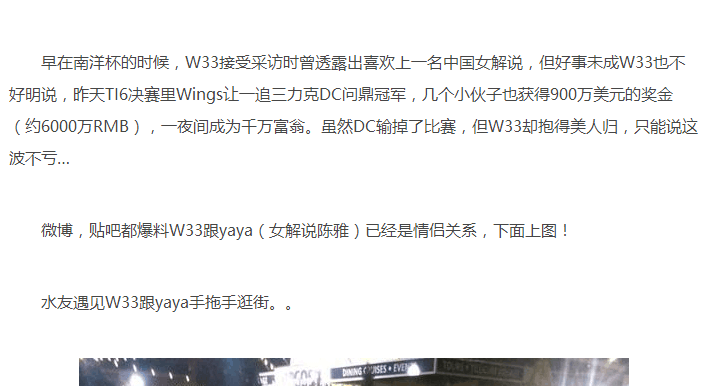 早在南洋杯的时候，W33接受采访时曾透露出喜欢上一名中国女解说，但好事未成W33也不
好明说，昨天TI6决赛里Wings让一追三力克DC问鼎冠军，几个小伙子也获得900万美元的奖金
（约6000万RMB），一夜间成为千万富翁。虽然DC输掉了比赛，但W33却抱得美人归，只能说这
波不亏...
微博，贴吧都爆料W33跟yaya（女解说陈雅）已经是情侣关系，下面上图！
水友遇见W33跟yaya手拖手逛街。。
DINING CRUISES • EVENTS